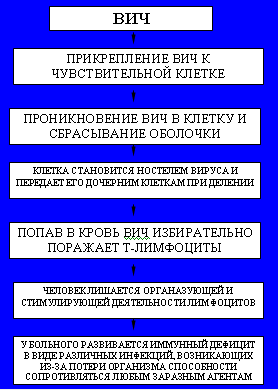 ВИЧ
ПРИКРЕПЛЕНИЕ ВИЧ К
ЧУВСТВИТЕЛЬНОЙ КЛЕТКЕ
ПРОНИКНОВЕНИЕ ВИЧ В КЛЕТКУ И
СБРАСЫВАНИЕ ОБОЛОЧКИ
КЛЕТКА СТАНОВИТСЯ НОСТЕЛЕМ ВИРУСА И
ПЕРЕДАЕТ ЕГО ДОЧЕРНИМ КЛЕТКАМ ПРИ ДЕЛЕНИИ
ПОПАВ В КРОВЬ ВИЧ ИЗБИРАТЕЛЬНО
ПОРАЖАЕТ Т-ЛИМФОЦИТЫ
ЧЕЛОВЕК ЛИШАЕТСЯ ОРГАНАЗУЮЩЕЙ И
СТИМУЛИРУЮЩЕЙ ДЕЯТЕЛЬНОСТИ ЛИМФОЦИТОВ
У БОЛЬНОГО РАЗВИВАЕТСЯ ИММУННЫЙ ДЕФИЦИТ
В ВИДЕ РАЗЛИЧНЫХ ИНФЕКЦИЙ, ВОЗНИКАЮЩИХ
ИЗ-ЗА ПОТЕРИ ОРГАНИЗМА СПОСОБНОСТИ
СОПРОТИВЛЯТЬСЯ ЛЮБЫМ ЗАРАЗНЫМ АГЕНТАМ